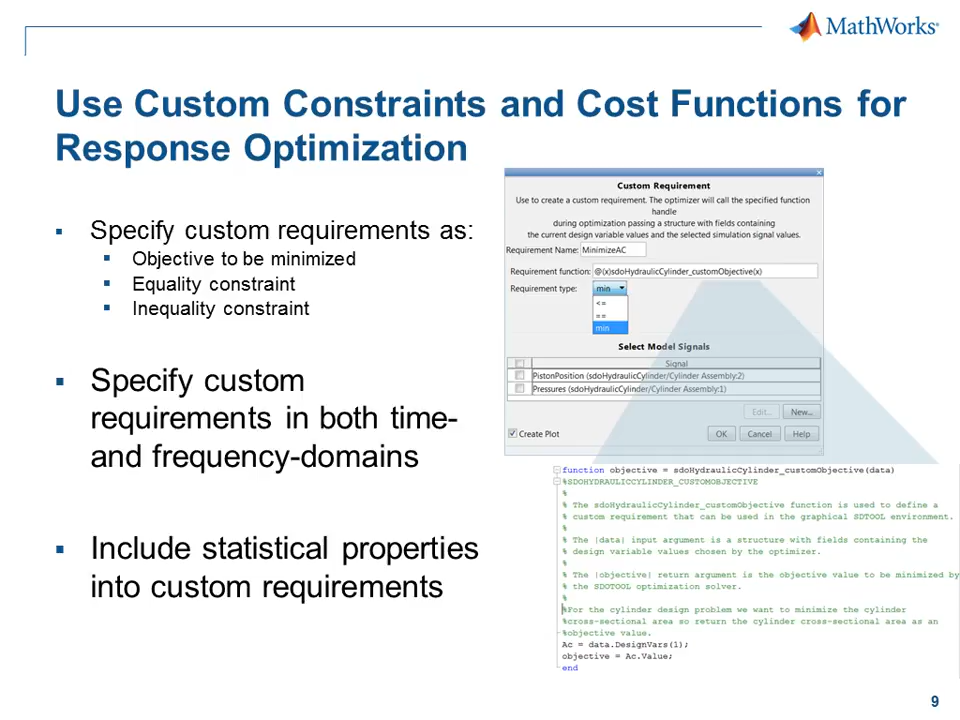 MathWorks®
Use Custom Constraints and Cost Functions for
Response Optimization
Specify custom requirements as:
Objective to be minimized
Equality constraint
Inequality constraint
Specify custom
requirements in both time-
and frequency-domains
Include statistical properties
into custom requirements
Custom Requirement
Use to create a custom requirement. The optimizer will call the specified function
handle
during optimization passing a structure with fields containing
the current design variable values and the selected simulation signal values.
Requirement Name: MinimizeAC
Requirement function: @(x)sdoHydraulicCylinder_customObjective(x)
Requirement type: min
<=
==
min
Select Model Signals
Signal
PistonPosition (sdoHydraulicCylinder/Cylinder Assembly:2)
Pressures (sdoHydraulicCylinder/Cylinder Assembly:1)
Edit... New...
Create Plot OK Cancel Help
function objective = sdoHydraulicCylinder_customObjective(data)
%SDOHYDRAULICCYLINDER_CUSTOMOBJECTIVE
%
% The sdoHydraulicCylinder_customObjective function is used to define a
% custom requirement that can be used in the graphical SDTOOL environment.
%
% The |data| input argument is a structure with fields containing the
% design variable values chosen by the optimizer.
%
% The |objective| return argument is the objective value to be minimized by
% the SDOTOOL optimization solver.
%
%For the cylinder design problem we want to minimize the cylinder
%cross-sectional area so return the cylinder cross-sectional area as an
%objective value.
Ac = data.DesignVars(1);
objective = Ac.Value;
end
9